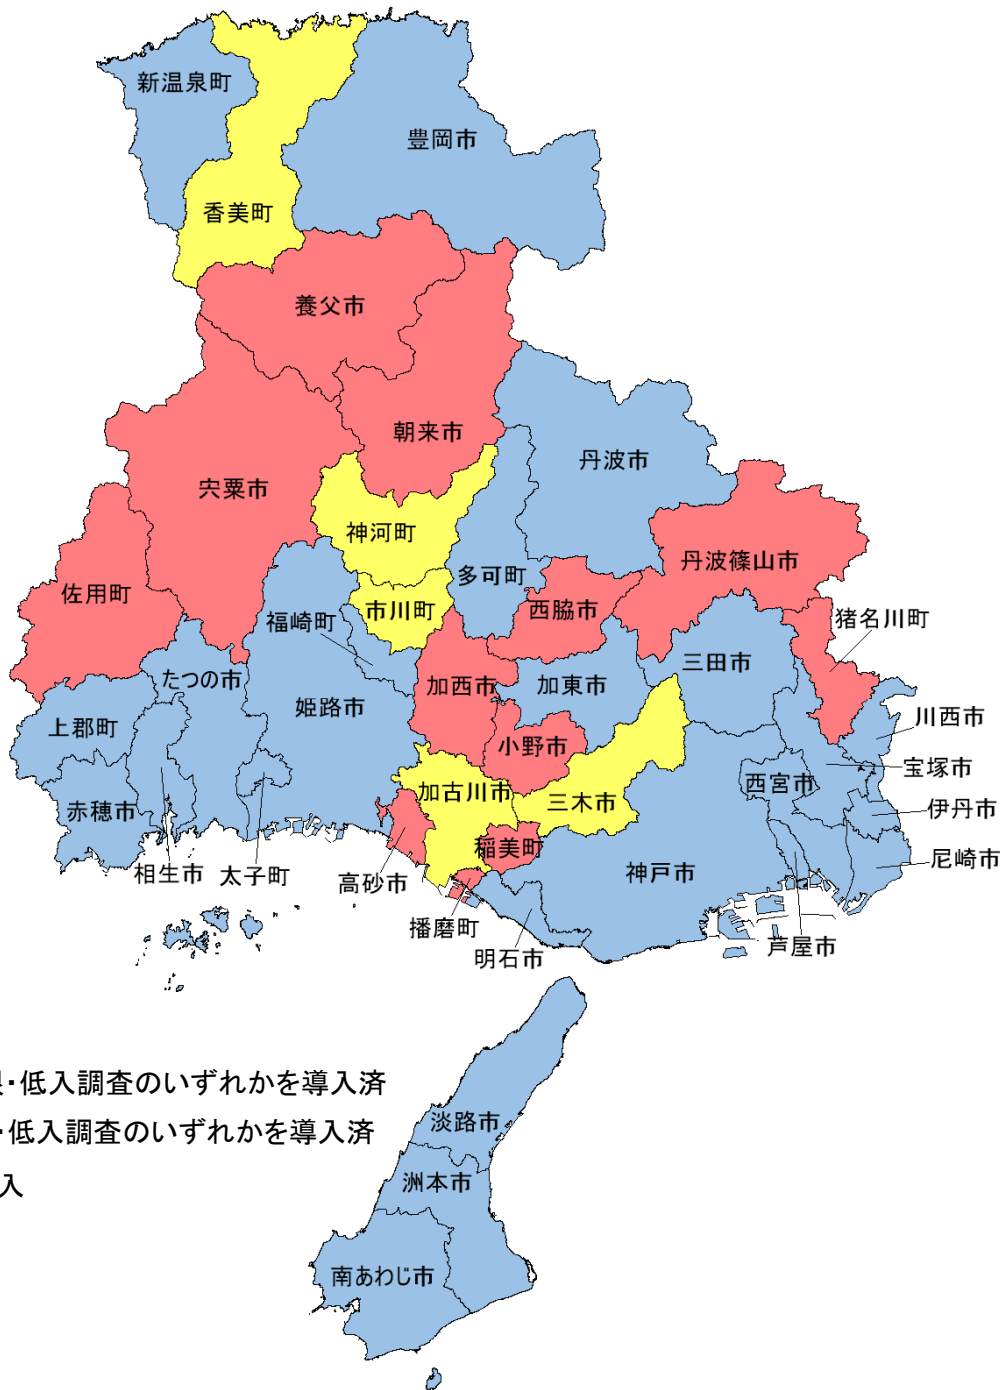 新温泉町
豊岡市
香美町
養父市
朝来市
丹波市
宍粟市
神河町
丹波篠山市
多可町
佐用町
市川町
西脇市
福崎町
猪名川町
三田市
たつの市
加西市
加東市
姫路市
川西市
上郡町
小野市
宝塚市
西宮市
加古川市
三木市
伊丹市
赤穂市
稲美町
尼崎市
相生市
太子町
高砂市
神戸市
播磨町
芦屋市
明石市
・低入調査のいずれかを導入済
・低入調査のいずれかを導入済
入
淡路市
洲本市
南あわじ市